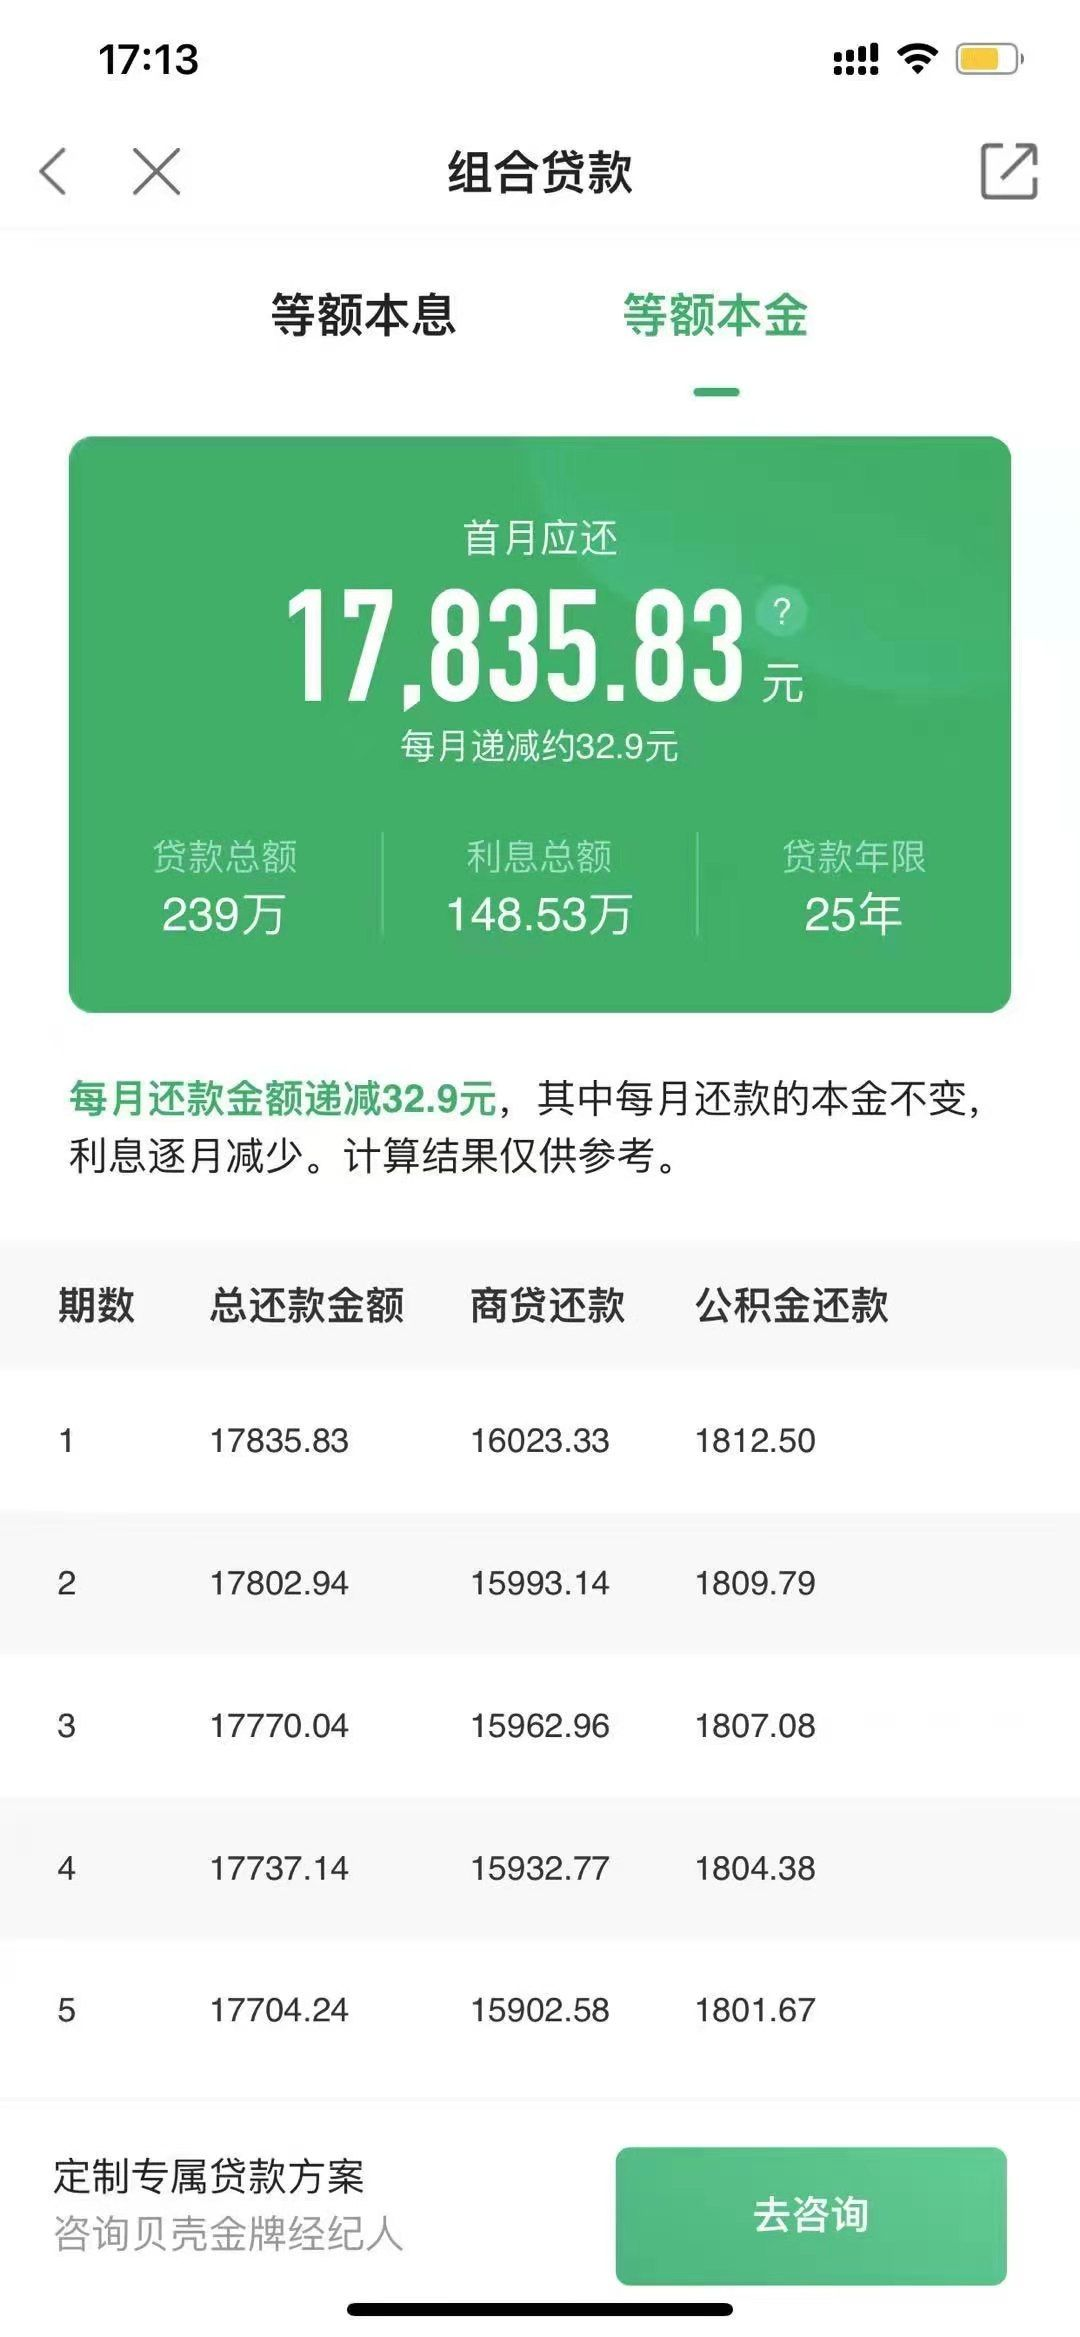 17:13
组合贷款
等额本息 等额本金
首月应还
17,835.83 ?
元
每月递减约32.9元
贷款总额 利息总额 贷款年限
239万 148.53万 25年
每月还款金额递减32.9元，其中每月还款的本金不变，
利息逐月减少。计算结果仅供参考。
期数 总还款金额 商贷还款 公积金还款
1 17835.83 16023.33 1812.50
2 17802.94 15993.14 1809.79
3 17770.04 15962.96 1807.08
4 17737.14 15932.77 1804.38
5 17704.24 15902.58 1801.67
定制专属贷款方案
咨询贝壳金牌经纪人
去咨询